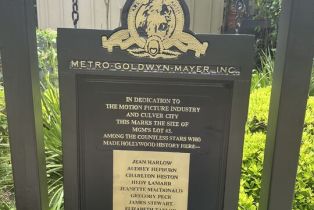 METRO-GOLDWYN-MAYER, INC.
IN DEDICATION TO
THE MOTION PICTURE INDUSTRY
AND CULVER CITY
THIS MARKS THE SITE OF
MGM'S LOT #2.
AMONG THE COUNTLESS STARS WHO
MADE HOLLYWOOD HISTORY HERE—
JEAN HARLOW
AUDREY HEPBURN
CHARLTON HESTON
HEDY LAMARR
JEANETTE MACDONALD
GREGORY PECK
JAMES STEWART
ELIZABETH